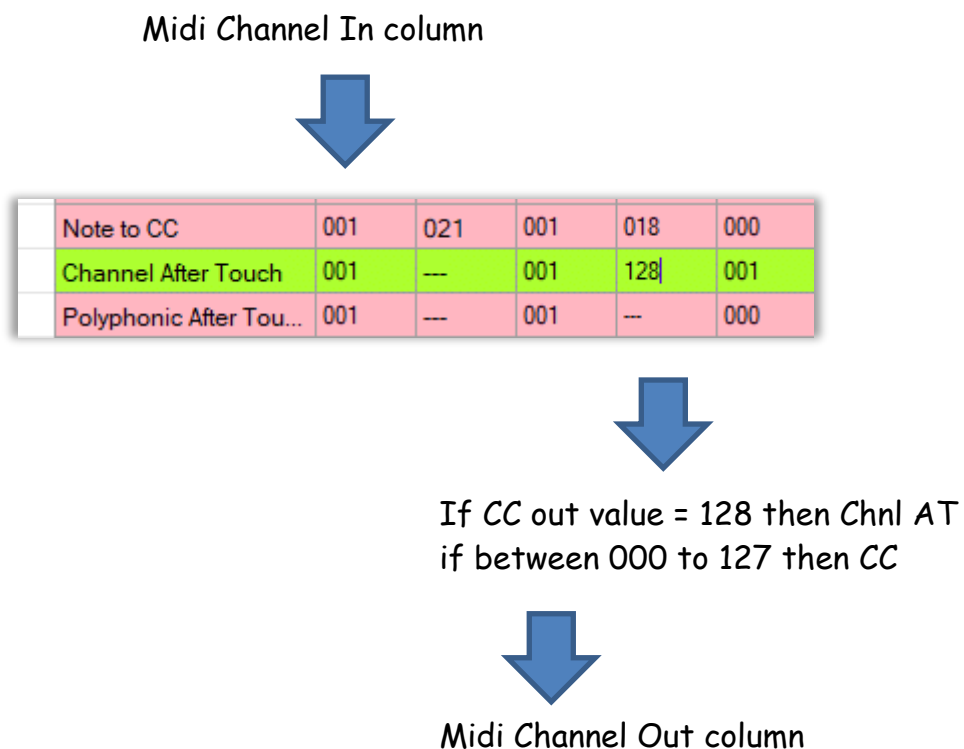 Midi Channel In column
Note to CC 001 021 001 018 000
Channel After Touch 001 --- 001 128 001
Polyphonic After Tou... 001 --- 001 --- 000
If CC out value = 128 then Chnl AT
if between 000 to 127 then CC
Midi Channel Out column